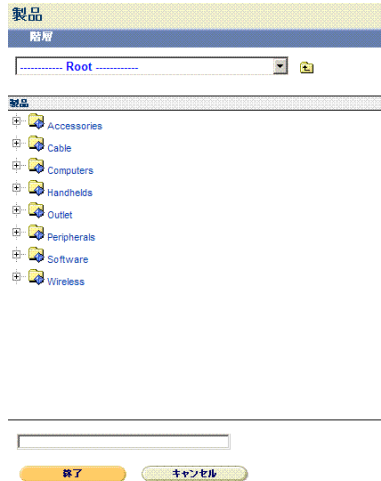 製品
階層
----------- Root -----------
製品
Accessories
Cable
Computers
Handhelds
Outlet
Peripherals
Software
Wireless
終了
キャンセル